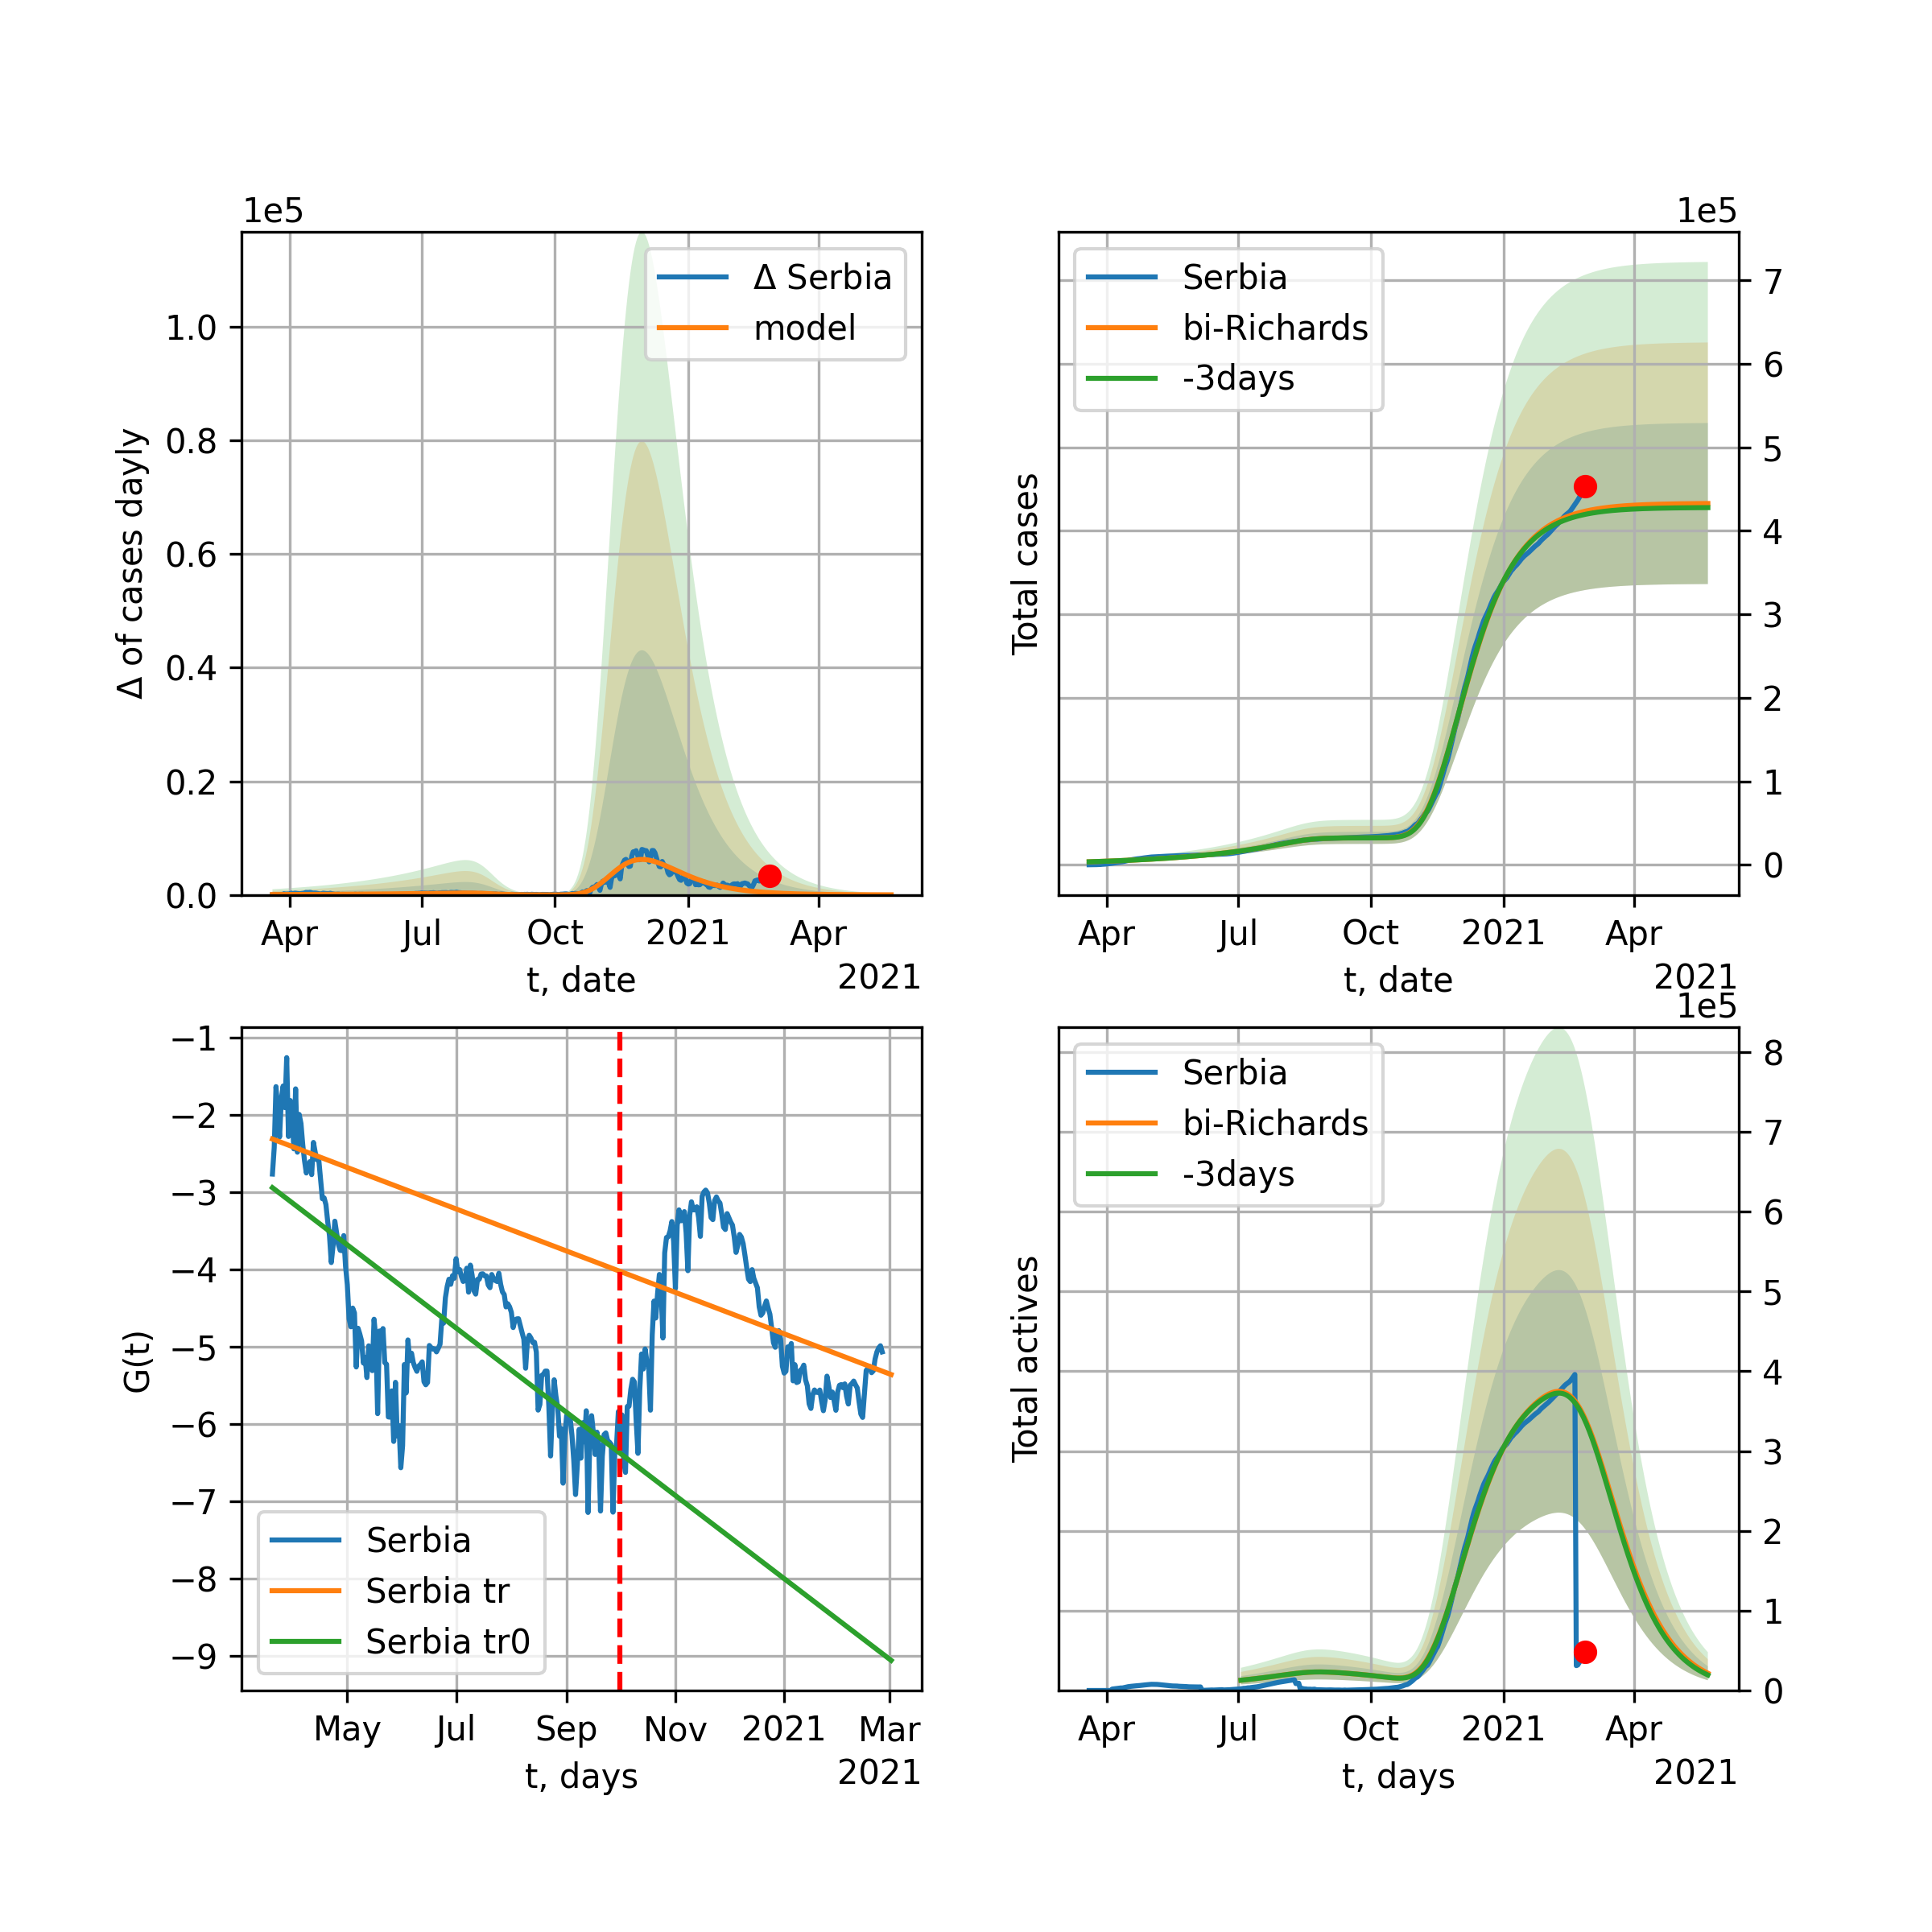 1e5
Δ of cases dayly
1.0
0.8
0.6
0.4
0.2
0.0
Δ Serbia
model
Apr Jul Oct 2021 Apr
t, date
2021
1e5
Total cases
Serbia
bi-Richards
-3days
7
6
5
4
3
2
1
0
Apr Jul Oct 2021 Apr
t, date
2021
G(t)
−1
−2
−3
−4
−5
−6
−7
−8
−9
Serbia
Serbia tr
Serbia tr0
May Jul Sep Nov 2021 Mar
t, days
2021
1e5
Total actives
Serbia
bi-Richards
-3days
8
7
6
5
4
3
2
1
0
Apr Jul Oct 2021 Apr
t, days
2021